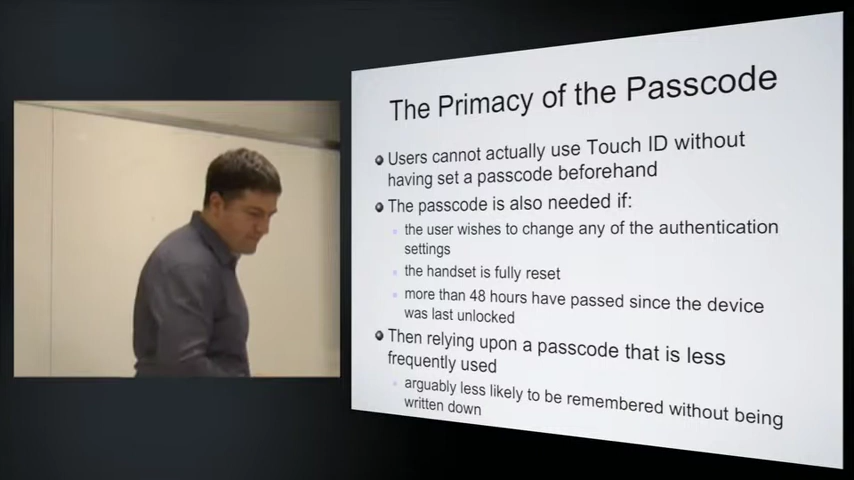 The Primacy of the Passcode
Users cannot actually use Touch ID without
having set a passcode beforehand
The passcode is also needed if:
the user wishes to change any of the authentication
settings
the handset is fully reset
more than 48 hours have passed since the device
was last unlocked
Then relying upon a passcode that is less
frequently used
arguably less likely to be remembered without being
written down